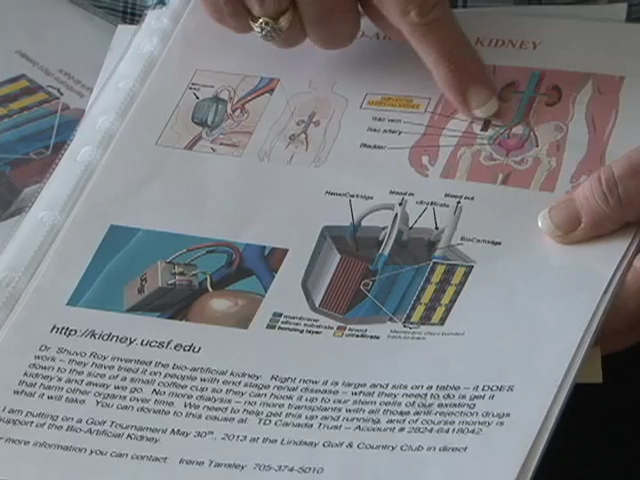 KIDNEY
Iliac vein
Iliac artery
Bladder
HemoCartridge
blood in
ultrafiltrate
blood out
BioCartridge
membrane
silicon substrate
bonding layer
blood
ultrafiltrate
http://kidney.ucsf.edu
Dr. Shuvo Roy invented the bio-artificial kidney. Right now it is large and sits on a table – it DOES
work – they have tried it on people with end stage renal disease – what they need to do is get it
down to the size of a small coffee cup so they can hook it up to our stem cells of our existing
kidney's and away we go. No more dialysis – no more transplants with all those anti-rejection drugs
that harm other organs over time. We need to help get this up and running, and of course money is
what it will take. You can donate to this cause at TD Canada Trust – Account # 2824-6418042
I am putting on a Golf Tournament May 30th, 2013 at the Lindsay Golf & Country Club in direct
support of the Bio-Artificial Kidney.
more information you can contact: Irene Tansley 705-374-5010